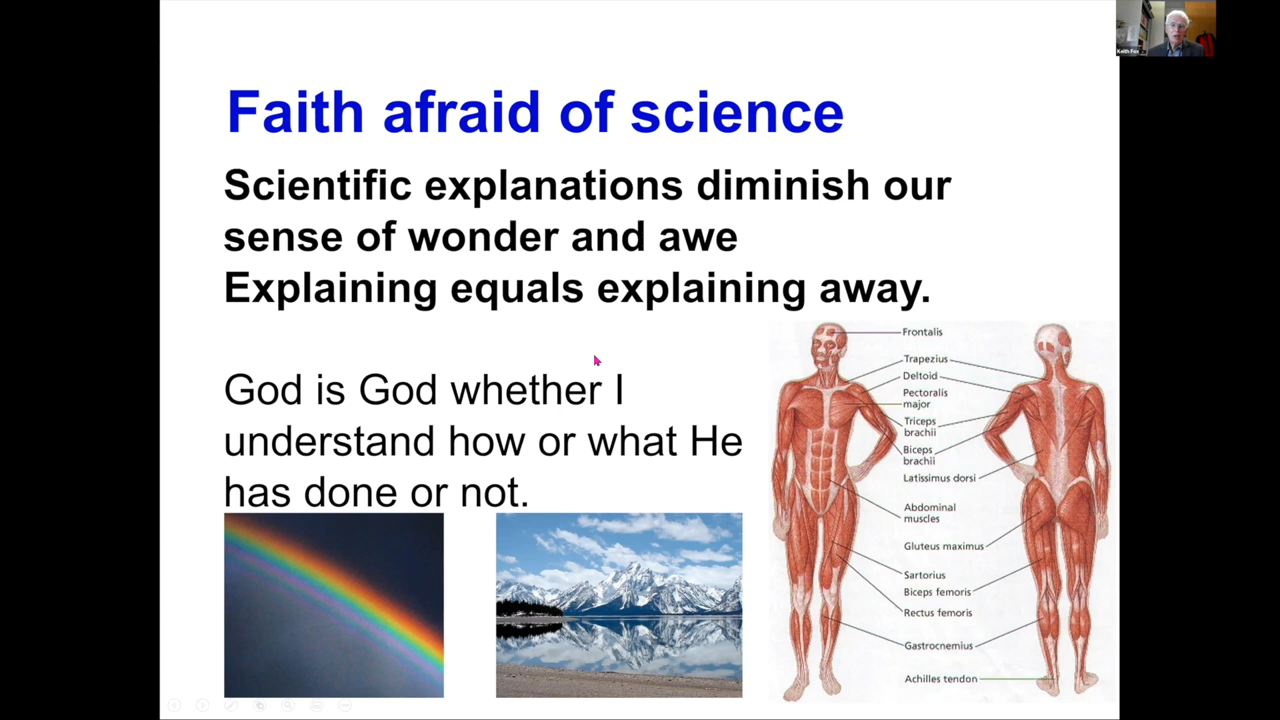 Faith afraid of science
Scientific explanations diminish our
sense of wonder and awe
Explaining equals explaining away.
God is God whether I
understand how or what He
has done or not.
Frontalis
Trapezius
Deltoid
Pectoralis
major
Triceps
brachii
Biceps
brachii
Latissimus dorsi
Abdominal
muscles
Gluteus maximus
Sartorius
Biceps femoris
Rectus femoris
Gastrocnemius
Achilles tendon
Keith Fox